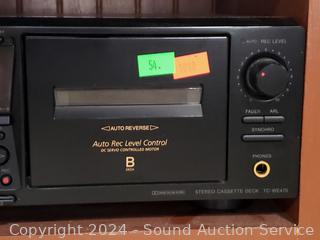 54.
AUTO REC LEVEL
◁AUTO REVERSE▷
Auto Rec Level Control
DC SERVO CONTROLLED MOTOR
B
DECK
FADER
ARL
SYNCHRO
PHONES
STEREO CASSETTE DECK TC-WE475
Copyright 2024 - Sound Auction Service